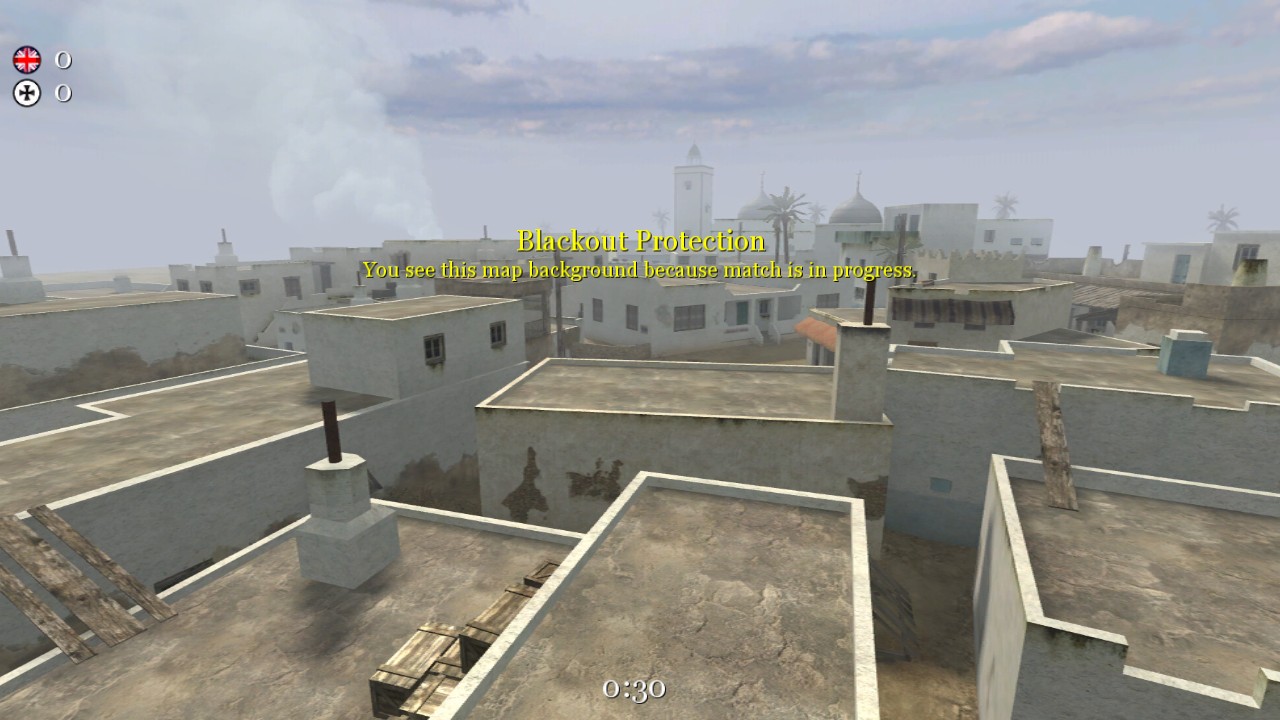 0
0
Blackout Protection
You see this map background because match is in progress.
0:30